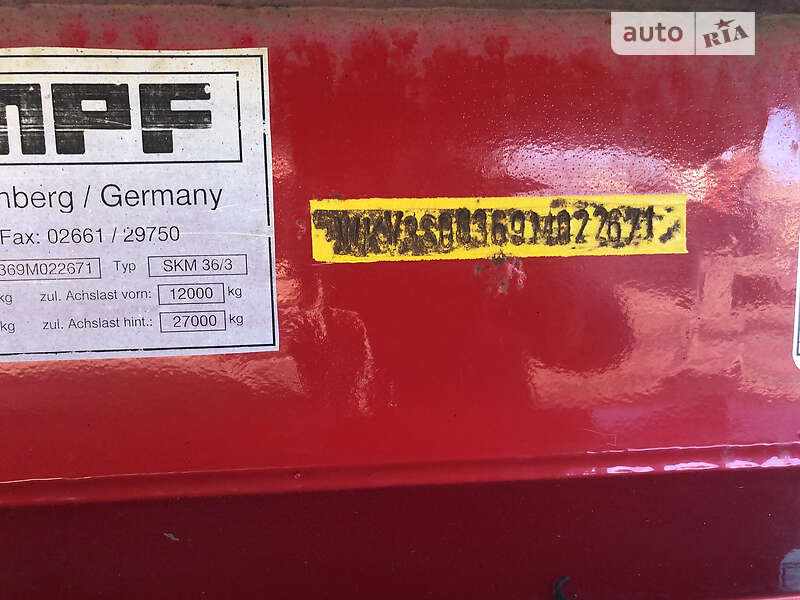 auto RIA
MPF
nberg / Germany
Fax: 02661 / 29750
369M022671 Typ SKM 36/3
kg zul. Achslast vorn: 12000 kg
kg zul. Achslast hint.: 27000 kg